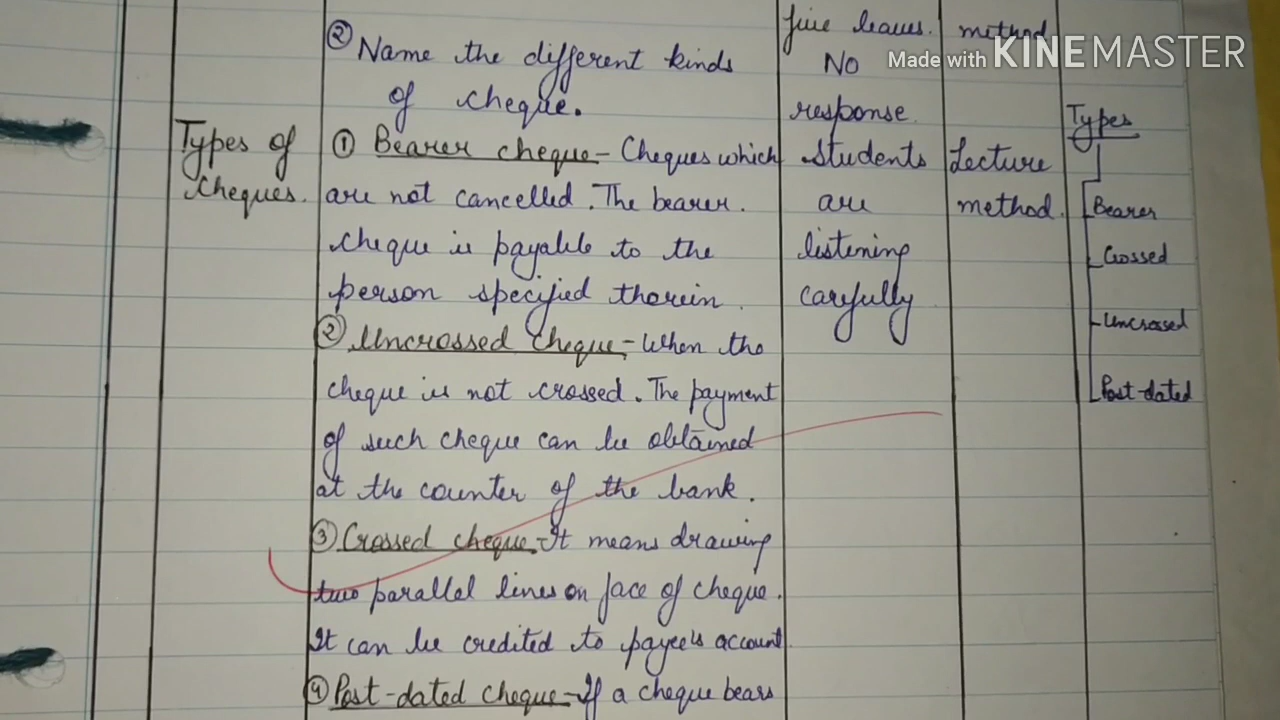 five leaves.
method
Made with KINEMASTER
② Name the different kinds
of cheque.
No
response
Types of
cheques.
① Bearer cheque - Cheques which
are not cancelled. The bearer.
cheque is payable to the
person specified therein.
② Uncrossed cheque - When the
cheque is not crossed. The payment
of such cheque can be obtained
at the counter of the bank.
③ Crossed cheque - It means drawing
two parallel lines on face of cheque.
It can be credited to payee's account
④ Post-dated cheque - If a cheque bears
Students
are
listening
carefully
Lecture
method.
Types
Bearer
Crossed
Uncrossed
Post-dated